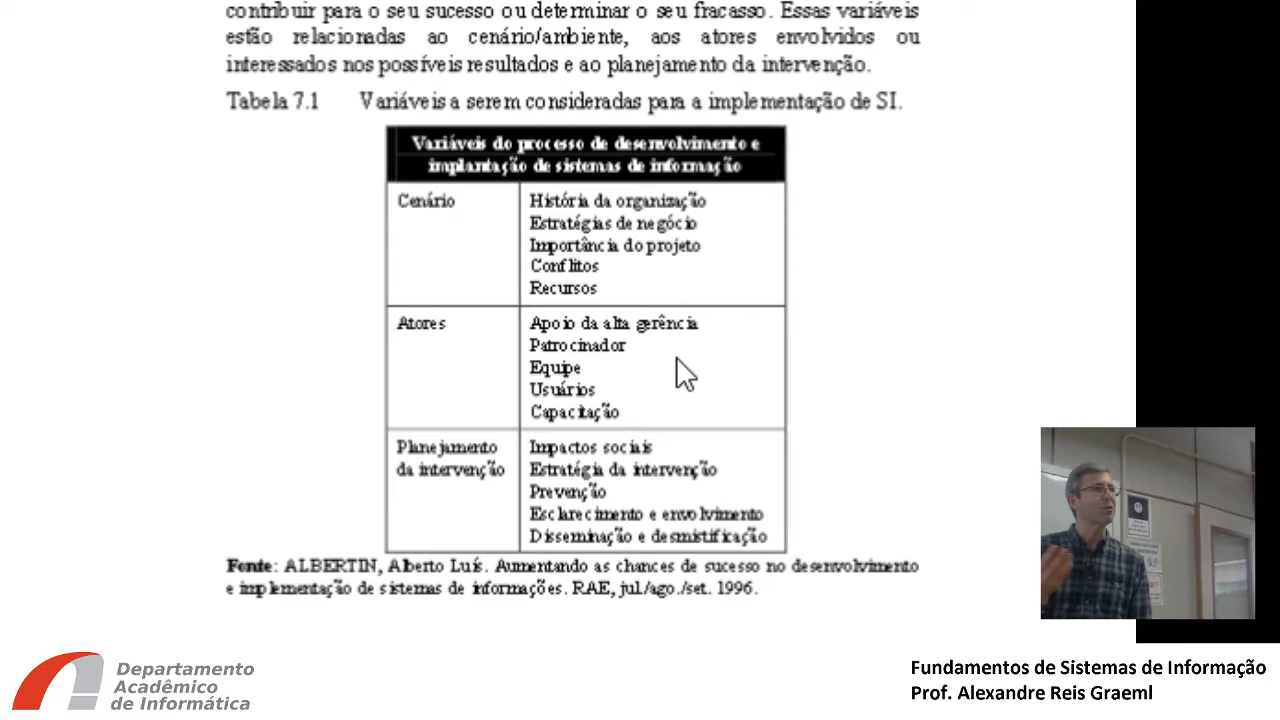 contribuir para o seu sucesso ou determinar o seu fracasso. Essas variáveis
estão relacionadas ao cenário/ambiente, aos atores envolvidos ou
interessados nos possíveis resultados e ao planejamento da intervenção.
Tabela 7.1 Variáveis a serem consideradas para a implementação de SI.
Variáveis do processo de desenvolvimento e
implantação de sistemas de informação
Cenário
História da organização
Estratégias de negócio
Importância do projeto
Conflitos
Recursos
Atores
Apoio da alta gerência
Patrocinador
Equipe
Usuários
Capacitação
Planejamento
da intervenção
Impactos sociais
Estratégia da intervenção
Prevenção
Esclarecimento e envolvimento
Disseminação e desmistificação
Fonte: ALBERTIN, Alberto Luís. Aumentando as chances de sucesso no desenvolvimento
e implementação de sistemas de informações. RAE, jul./ago./set. 1996.
Departamento
Acadêmico
de Informática
Fundamentos de Sistemas de Informação
Prof. Alexandre Reis Graeml